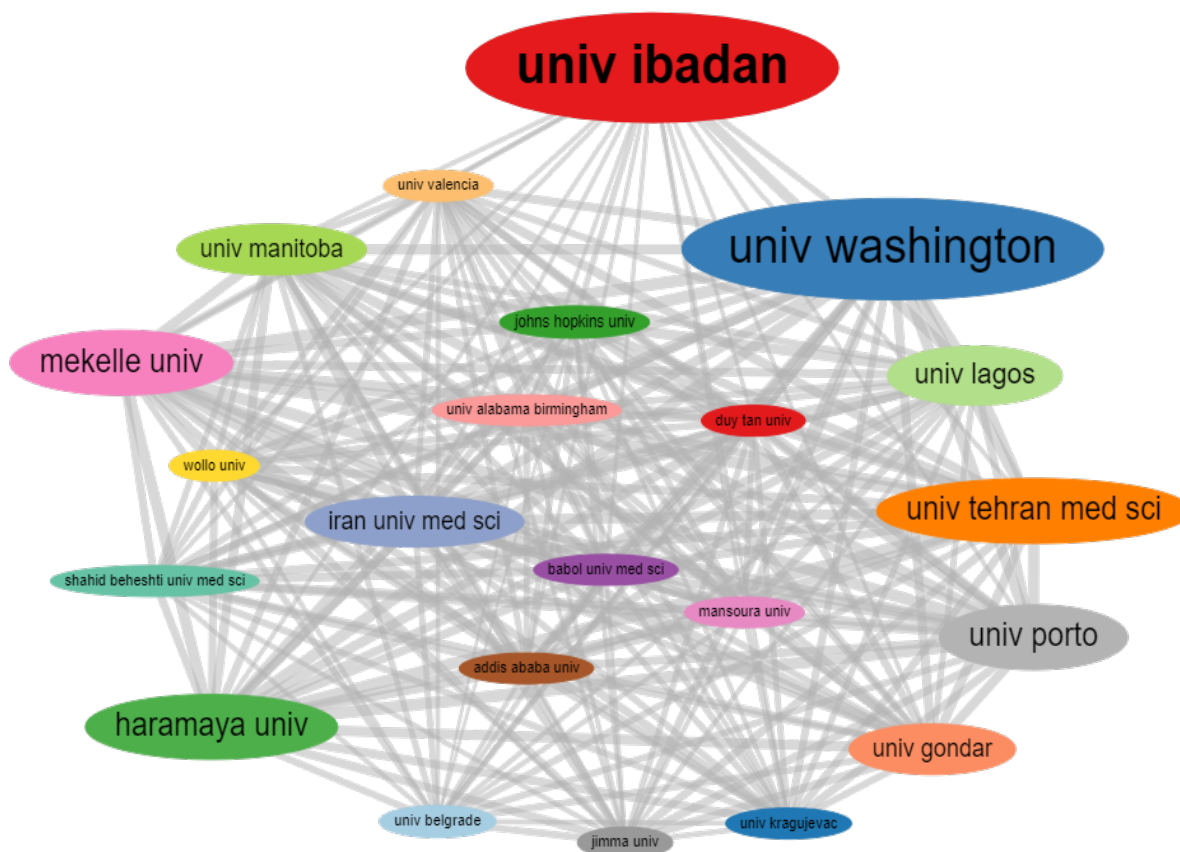 univ ibadan
univ valencia
univ manitoba
univ washington
johns hopkins univ
mekelle univ
univ lagos
univ alabama birmingham
duy tan univ
wollo univ
iran univ med sci
univ tehran med sci
shahid beheshti univ med sci
babol univ med sci
mansoura univ
univ porto
addis ababa univ
haramaya univ
univ gondar
univ belgrade
jimma univ
univ kragujevac